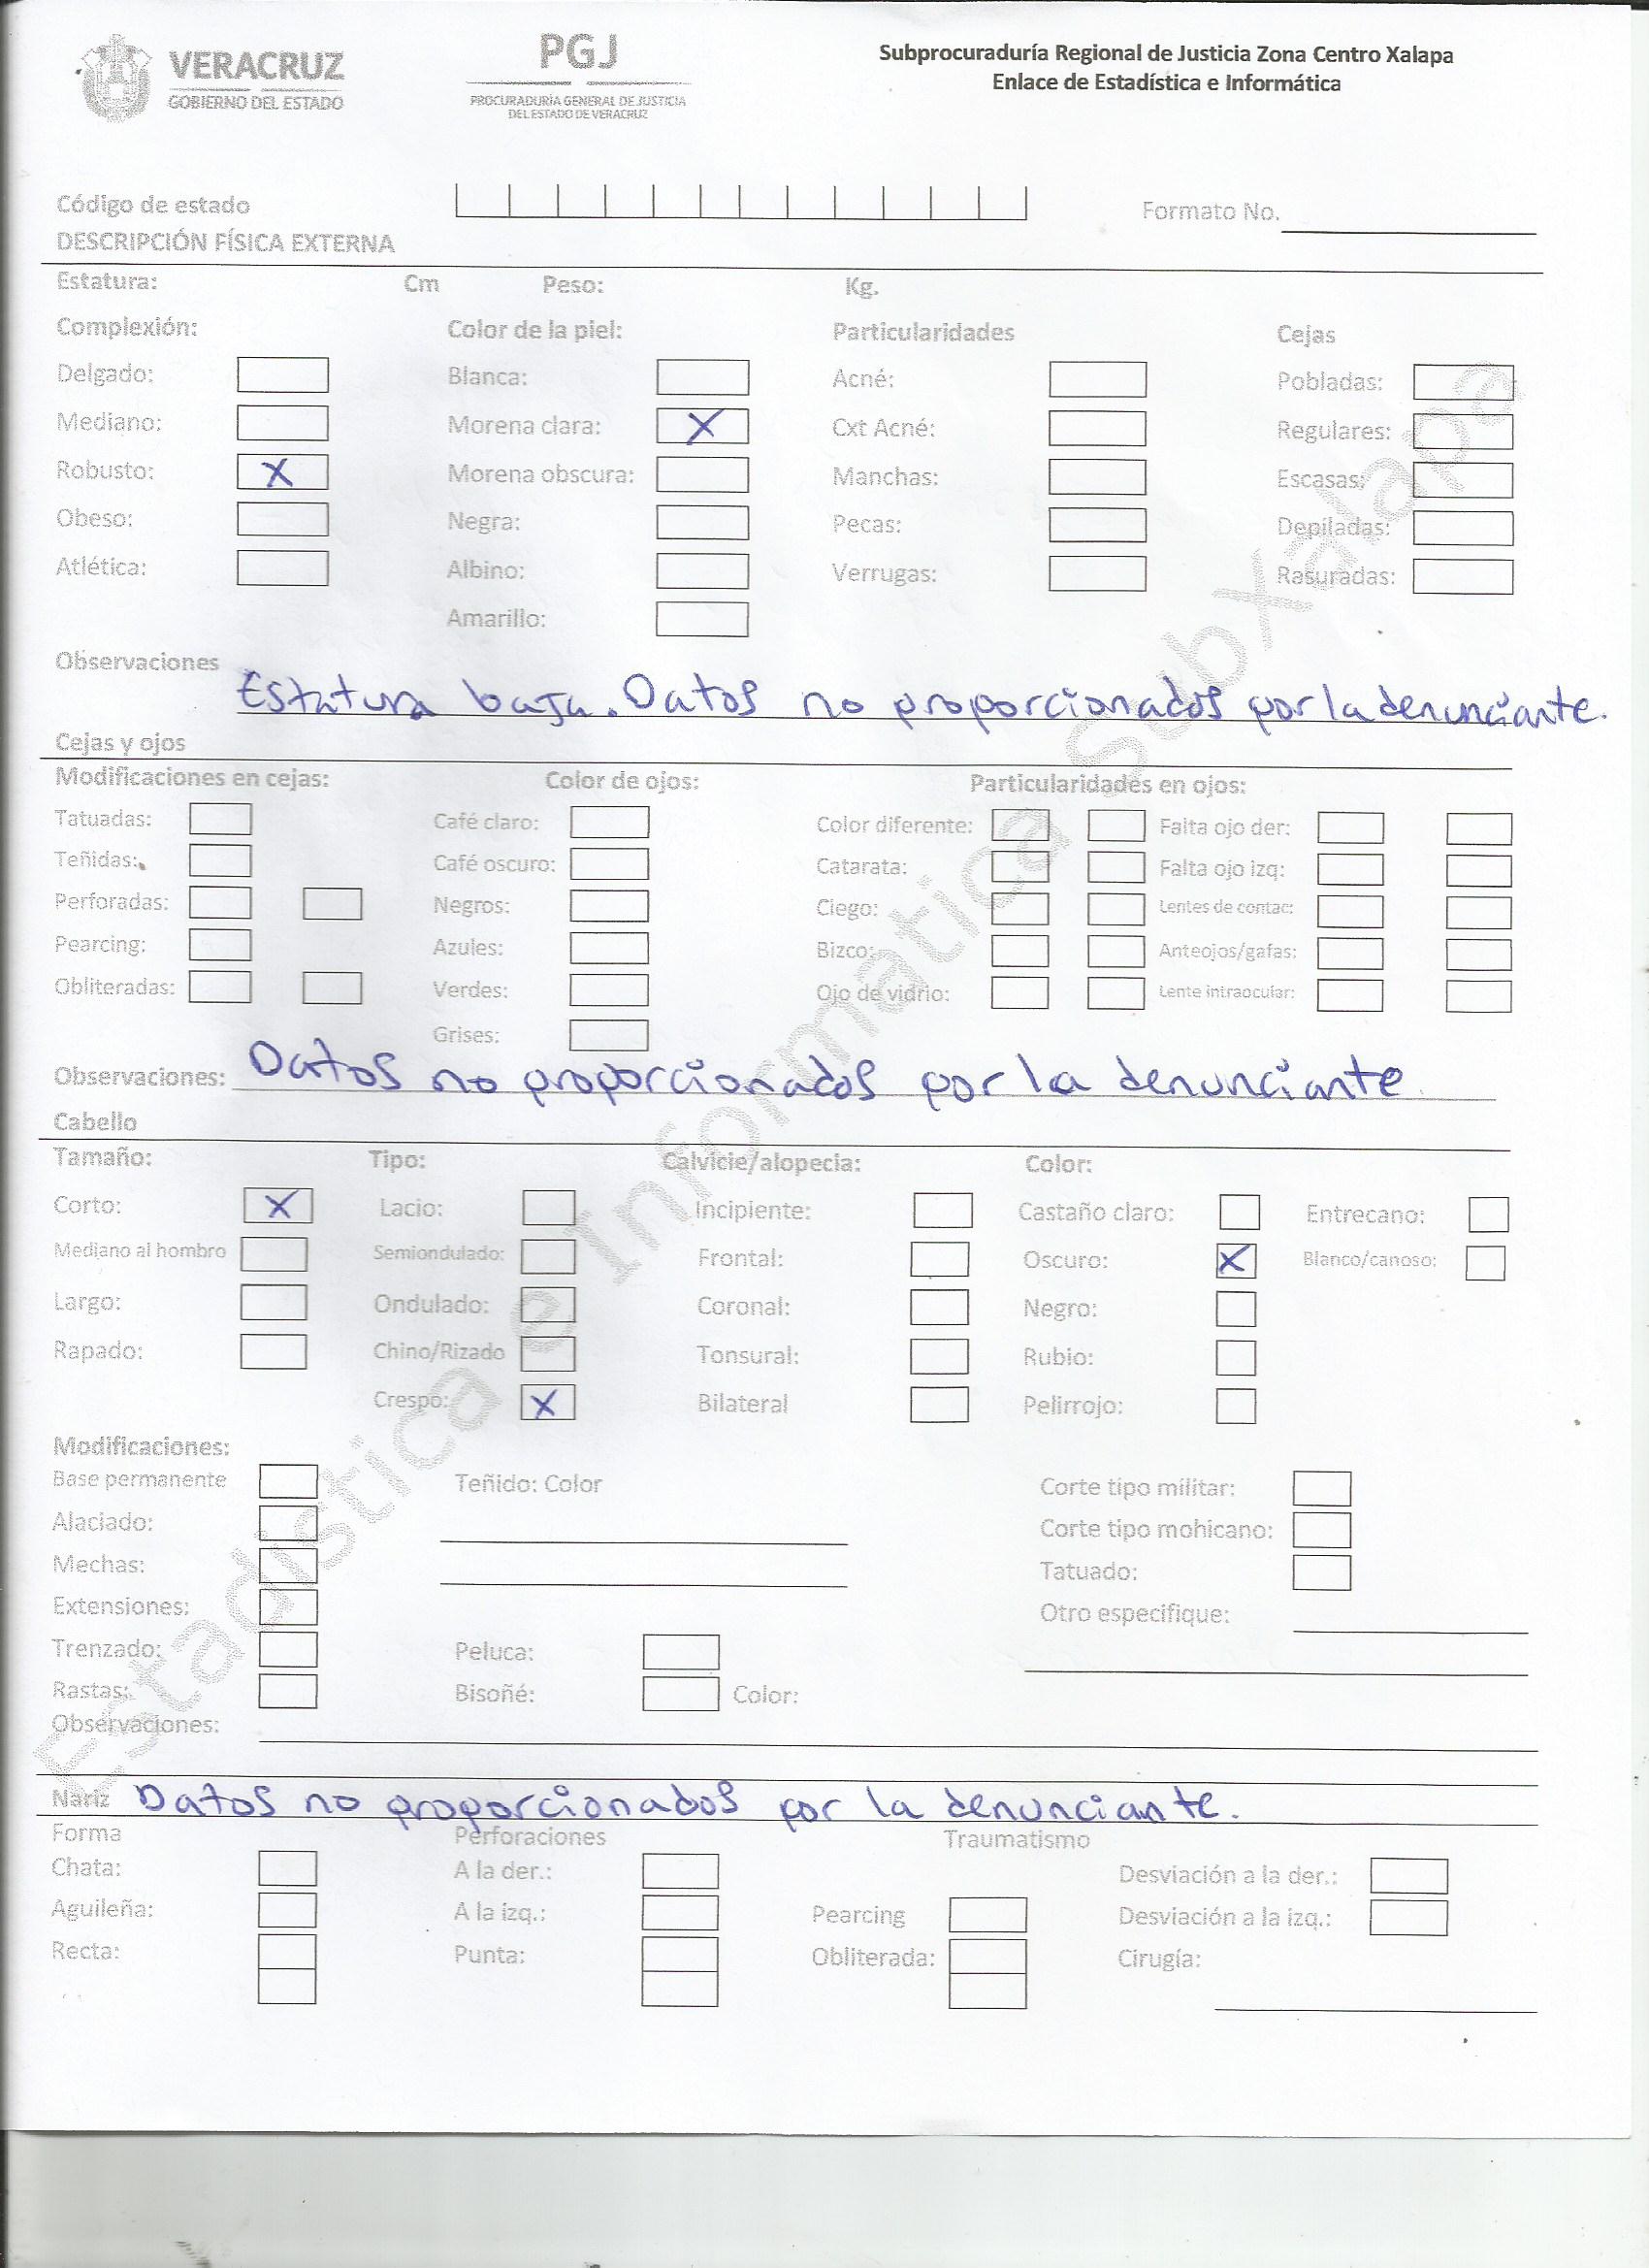 VERACRUZ
GOBIERNO DEL ESTADO
PGJ
PROCURADURÍA GENERAL DE JUSTICIA
DEL ESTADO DE VERACRUZ
Subprocuraduría Regional de Justicia Zona Centro Xalapa
Enlace de Estadística e Informática
Código de estado Formato No.
DESCRIPCIÓN FÍSICA EXTERNA
Estatura: Cm Peso: Kg.
Complexión: Color de la piel: Particularidades Cejas
Delgado: Blanca: Acné: Pobladas:
Mediano: Morena clara: X Cxt Acné: Regulares:
Robusto: X Morena obscura: Manchas: Escasas:
Obeso: Negra: Pecas: Depiladas:
Atlética: Albino: Verrugas: Rasuradas:
Amarillo:
Observaciones Estatura baja. Datos no proporcionados por la denunciante.
Cejas y ojos
Modificaciones en cejas: Color de ojos: Particularidades en ojos:
Tatuadas: Café claro: Color diferente: Falta ojo der:
Teñidas: Café oscuro: Catarata: Falta ojo izq:
Perforadas: Negros: Ciego: Lentes de contac:
Pearcing: Azules: Bizco: Anteojos/gafas:
Obliteradas: Verdes: Ojo de vidrio: Lente intraocular:
Grises:
Observaciones: Datos no proporcionados por la denunciante
Cabello
Tamaño: Tipo: Calvicie/alopecia: Color:
Corto: X Lacio: Incipiente: Castaño claro: Entrecano:
Mediano al hombro Semiondulado: Frontal: Oscuro: X Blanco/canoso:
Largo: Ondulado: Coronal: Negro:
Rapado: Chino/Rizado Tonsural: Rubio:
Crespo: X Bilateral Pelirrojo:
Modificaciones:
Base permanente Teñido: Color Corte tipo militar:
Alaciado: Corte tipo mohicano:
Mechas: Tatuado:
Extensiones: Otro especifique:
Trenzado: Peluca:
Rastas: Bisoñé: Color:
Observaciones:
Nariz Datos no proporcionados por la denunciante.
Forma Perforaciones Traumatismo
Chata: A la der.: Desviación a la der.:
Aguileña: A la izq.: Pearcing Desviación a la izq.:
Recta: Punta: Obliterada: Cirugía:
Estadistica e Informatica SubXalapa